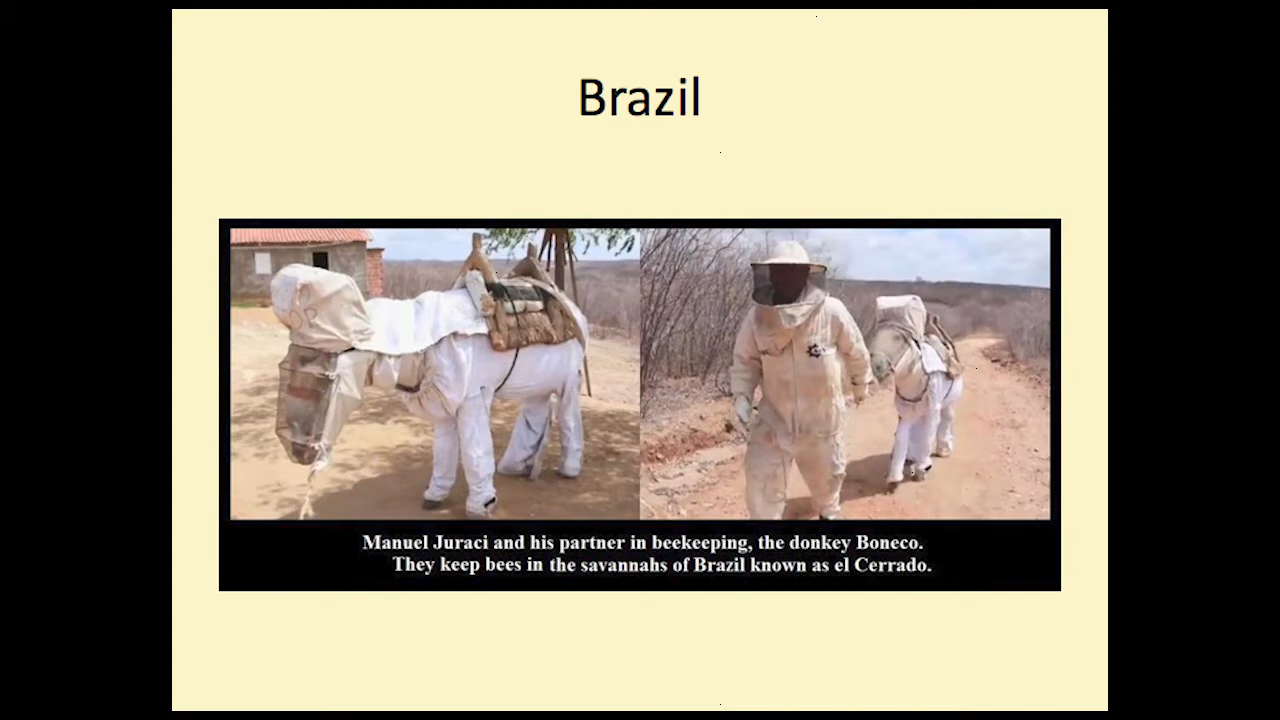 Brazil
Manuel Juraci and his partner in beekeeping, the donkey Boneco.
They keep bees in the savannahs of Brazil known as el Cerrado.